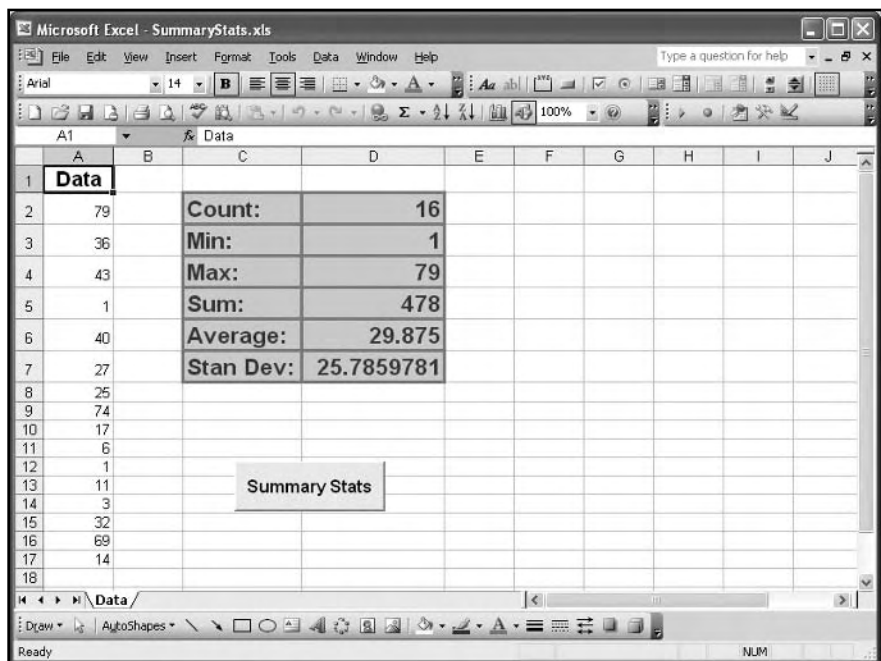 Microsoft Excel - SummaryStats.xls
File Edit View Insert Format Tools Data Window Help Type a question for help
Arial 14 B A Aa abl
Σ 100%
A1 fx Data
A B C D E F G H I J
1 Data
2 79 Count: 16
3 36 Min: 1
4 43 Max: 79
5 1 Sum: 478
6 40 Average: 29.875
7 27 Stan Dev: 25.7859781
8 25
9 74
10 17
11 6
12 1
13 11
14 3
15 32
16 69
17 14
18
Summary Stats
Data
Draw AutoShapes A
Ready NUM